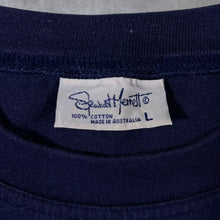 Stewart Merrett©
100% COTTON L
MADE IN AUSTRALIA